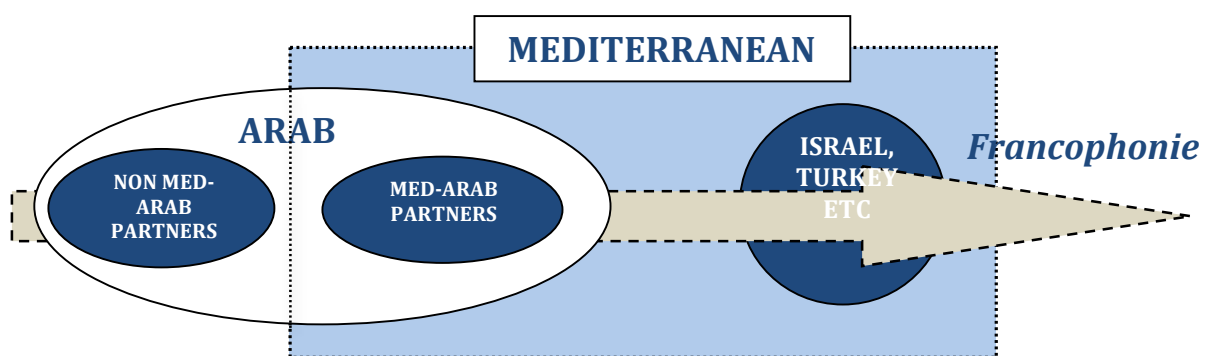 MEDITERRANEAN
ARAB
NON MED-
ARAB
PARTNERS
MED-ARAB
PARTNERS
ISRAEL,
TURKEY
ETC
Francophonie